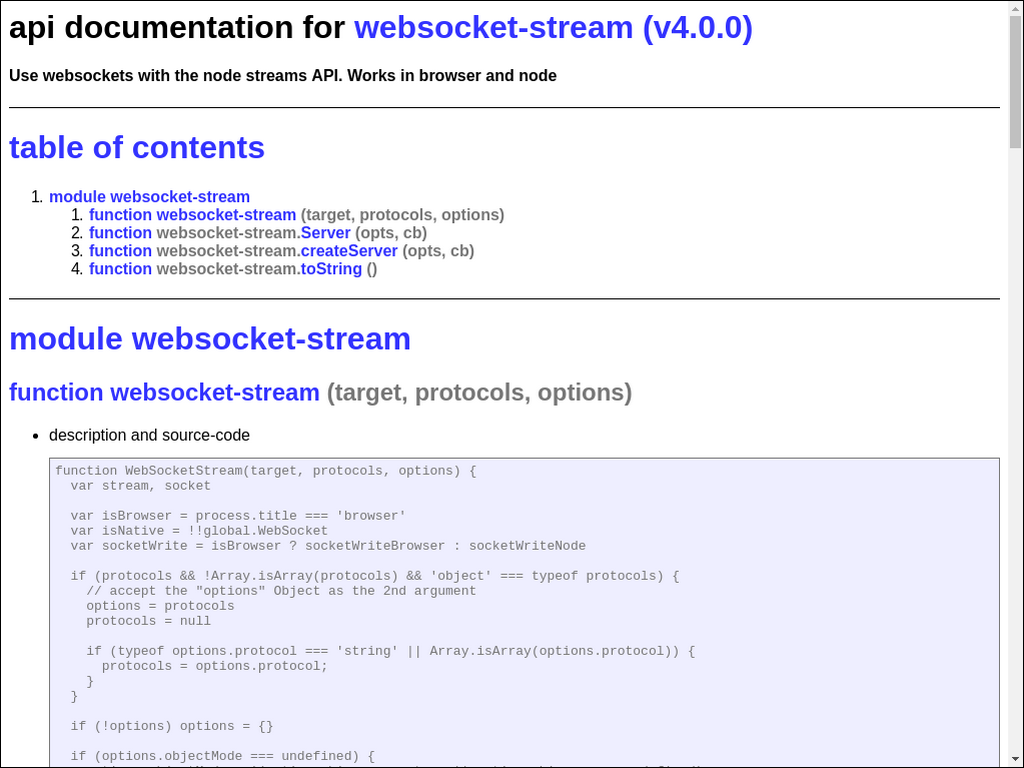 api documentation for websocket-stream (v4.0.0)
Use websockets with the node streams API. Works in browser and node
table of contents
1. module websocket-stream
1. function websocket-stream (target, protocols, options)
2. function websocket-stream.Server (opts, cb)
3. function websocket-stream.createServer (opts, cb)
4. function websocket-stream.toString ()
module websocket-stream
function websocket-stream (target, protocols, options)
• description and source-code
function WebSocketStream(target, protocols, options) {
  var stream, socket
  var isBrowser = process.title === 'browser'
  var isNative = !!global.WebSocket
  var socketWrite = isBrowser ? socketWriteBrowser : socketWriteNode
  if (protocols && !Array.isArray(protocols) && 'object' === typeof protocols) {
    // accept the "options" Object as the 2nd argument
    options = protocols
    protocols = null
    if (typeof options.protocol === 'string' || Array.isArray(options.protocol)) {
      protocols = options.protocol;
    }
  }
  if (!options) options = {}
  if (options.objectMode === undefined) {